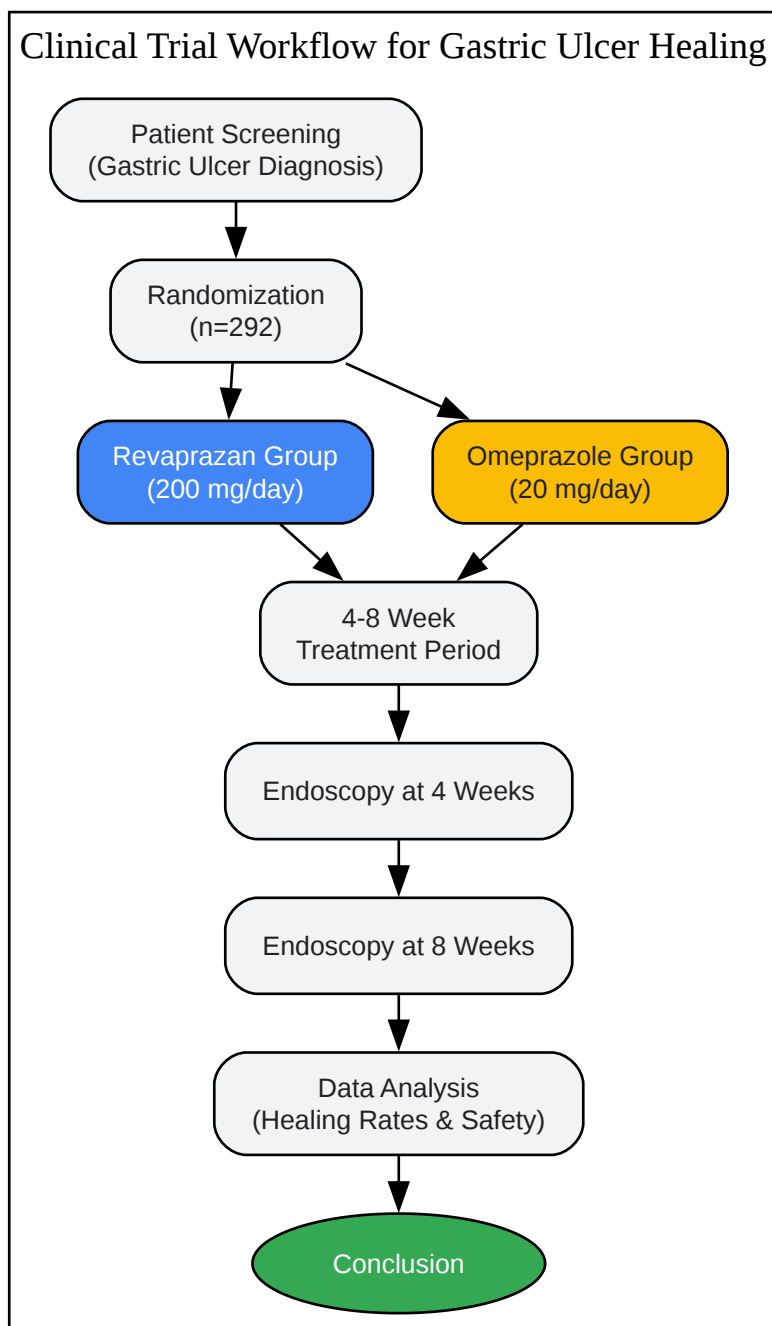 Clinical Trial Workflow for Gastric Ulcer Healing
Patient Screening
(Gastric Ulcer Diagnosis)
Randomization
(n=292)
Revaprazan Group
(200 mg/day)
Omeprazole Group
(20 mg/day)
4-8 Week
Treatment Period
Endoscopy at 4 Weeks
Endoscopy at 8 Weeks
Data Analysis
(Healing Rates & Safety)
Conclusion